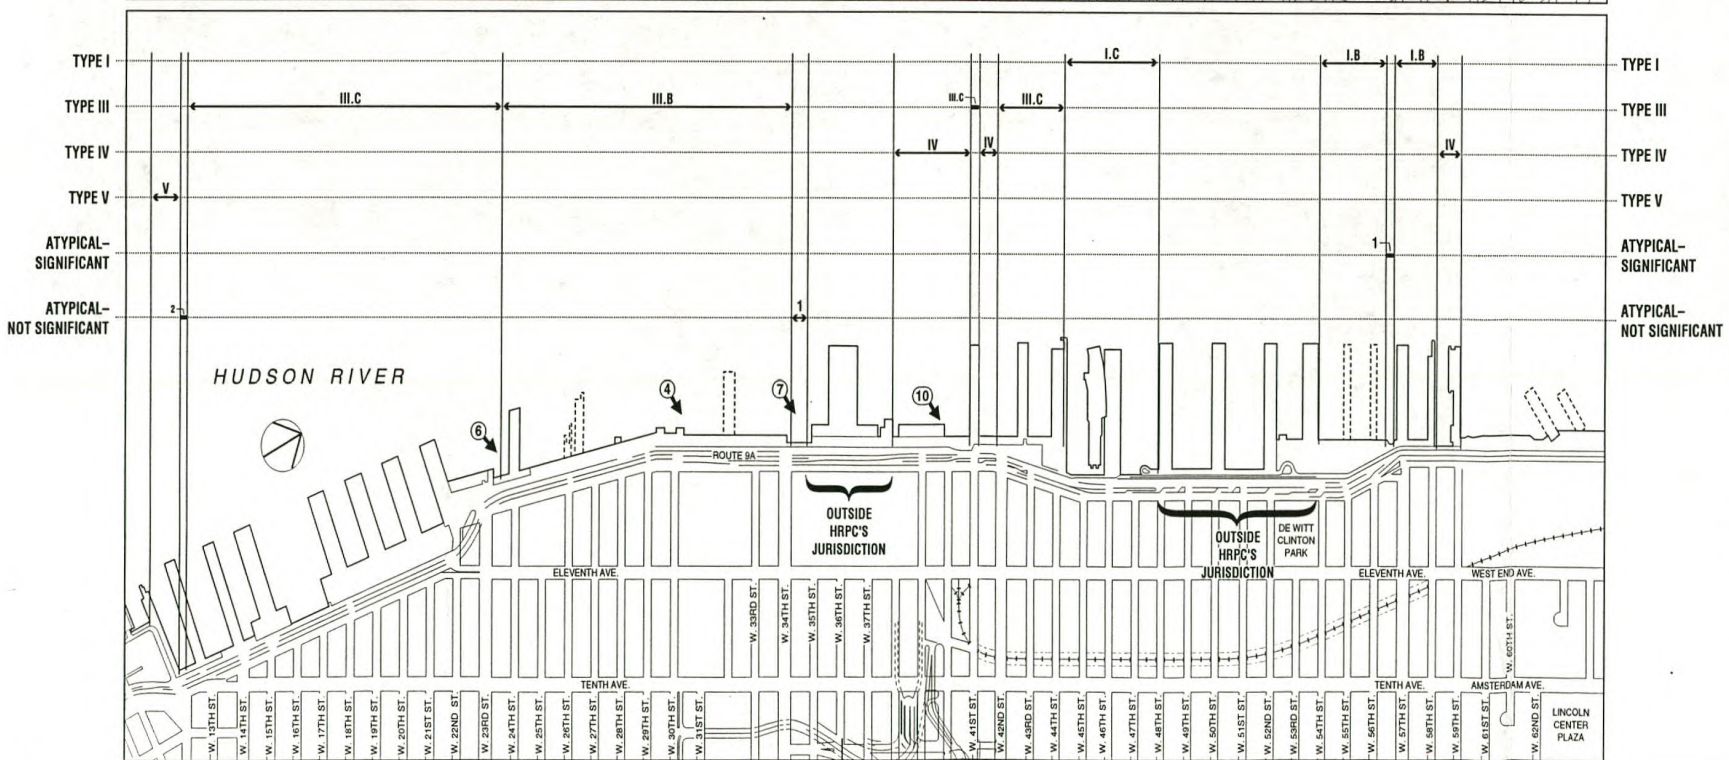 I.C
I.B
I.B
TYPE I
TYPE I
III.C
III.B
III.C
III.C
TYPE III
TYPE III
IV
IV
IV
TYPE IV
TYPE IV
V
TYPE V
TYPE V
ATYPICAL–
SIGNIFICANT
1
ATYPICAL–
SIGNIFICANT
ATYPICAL–
NOT SIGNIFICANT
2
1
ATYPICAL–
NOT SIGNIFICANT
HUDSON RIVER
6
4
7
10
ROUTE 9A
OUTSIDE
HRPC'S
JURISDICTION
OUTSIDE
HRPC'S
JURISDICTION
DE WITT
CLINTON
PARK
ELEVENTH AVE.
ELEVENTH AVE.
WEST END AVE.
W. 33RD ST.
W. 34TH ST.
W. 35TH ST.
W. 36TH ST.
W. 37TH ST.
W. 60TH ST.
TENTH AVE.
TENTH AVE.
AMSTERDAM AVE.
W. 13TH ST.
W. 14TH ST.
W. 15TH ST.
W. 16TH ST.
W. 17TH ST.
W. 18TH ST.
W. 19TH ST.
W. 20TH ST.
W. 21ST ST.
W. 22ND ST.
W. 23RD ST.
W. 24TH ST.
W. 25TH ST.
W. 26TH ST.
W. 27TH ST.
W. 28TH ST.
W. 29TH ST.
W. 30TH ST.
W. 31ST ST.
W. 41ST ST.
W. 42ND ST.
W. 43RD ST.
W. 44TH ST.
W. 45TH ST.
W. 46TH ST.
W. 47TH ST.
W. 48TH ST.
W. 49TH ST.
W. 50TH ST.
W. 51ST ST.
W. 52ND ST.
W. 53RD ST.
W. 54TH ST.
W. 55TH ST.
W. 56TH ST.
W. 57TH ST.
W. 58TH ST.
W. 59TH ST.
W. 61ST ST.
W. 62ND ST.
LINCOLN
CENTER
PLAZA